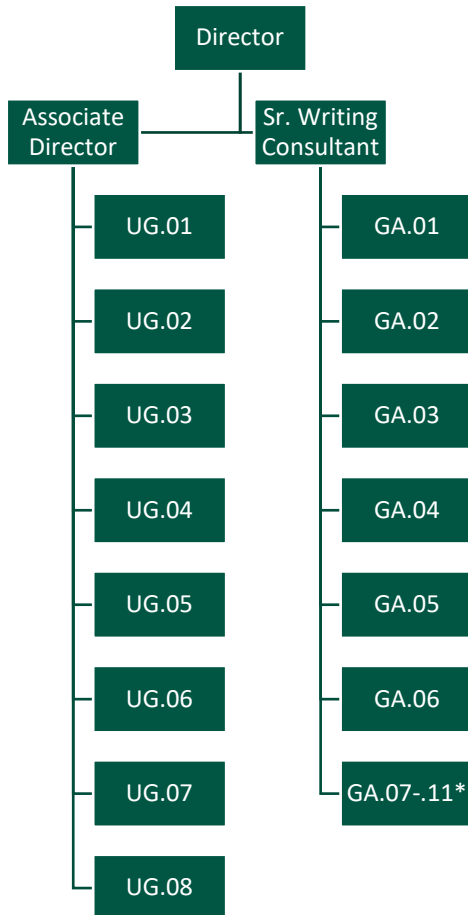 Director
Associate
Director
Sr. Writing
Consultant
UG.01
UG.02
UG.03
UG.04
UG.05
UG.06
UG.07
UG.08
GA.01
GA.02
GA.03
GA.04
GA.05
GA.06
GA.07-.11*